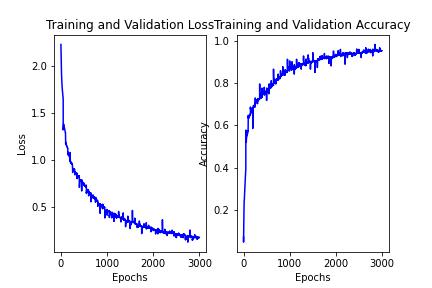 Training and Validation Loss
Loss
2.0
1.5
1.0
0.5
0
1000
2000
3000
Epochs
Training and Validation Accuracy
Accuracy
1.0
0.8
0.6
0.4
0.2
0
1000
2000
3000
Epochs